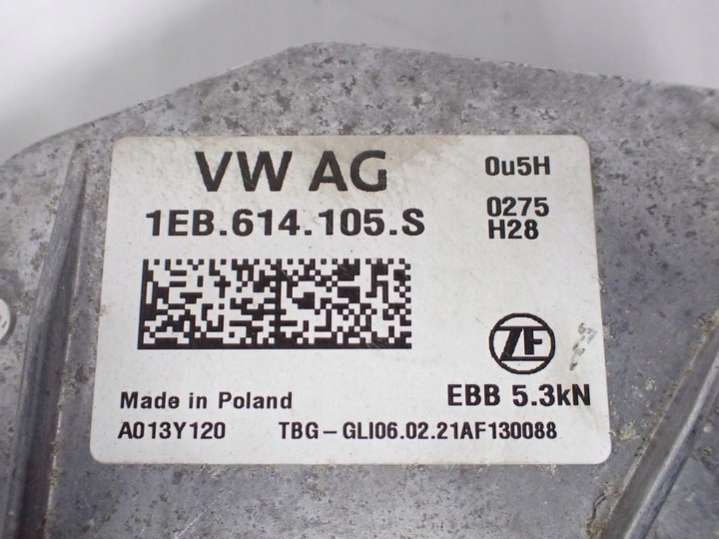 VW AG
0u5H
1EB.614.105.S
0275
H28
ZF
EBB 5.3kN
Made in Poland
A013Y120 TBG-GLI06.02.21AF130088